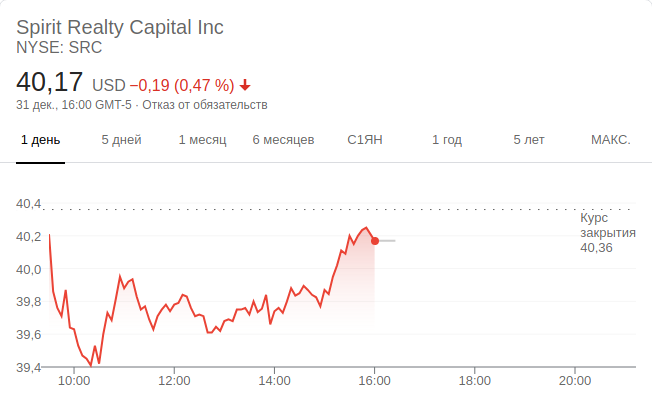 Spirit Realty Capital Inc
NYSE: SRC
40,17 USD −0,19 (0,47 %)
31 дек., 16:00 GMT-5 · Отказ от обязательств
1 день 5 дней 1 месяц 6 месяцев С1ЯН 1 год 5 лет МАКС.
40,4
40,2
40,0
39,8
39,6
39,4
Курс
закрытия
40,36
10:00 12:00 14:00 16:00 18:00 20:00